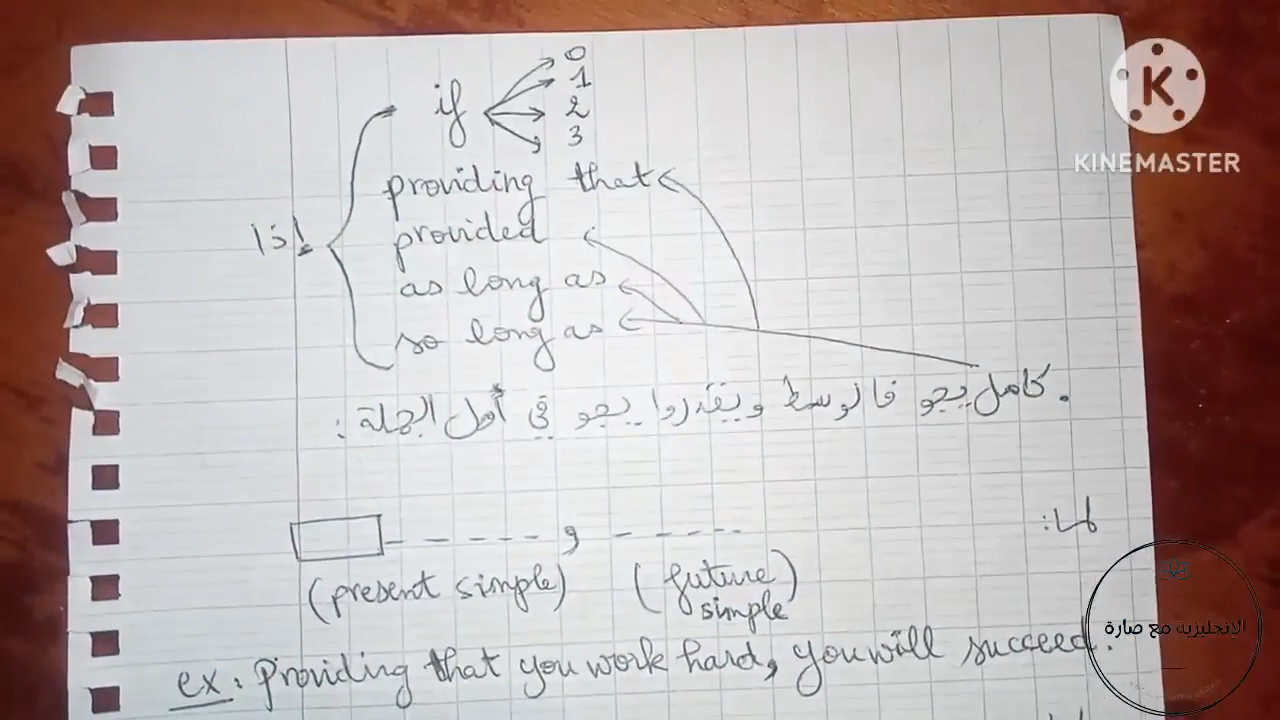 if
0
1
2
3
KINEMASTER
providing that
إذا
provided
as long as
so long as
. كامل يجو فالوسط ويقدروا يجو في أول الجملة :
لما :
- - - - - , - - - - -
(present simple) (future simple)
الانجليزية مع صارة
ex: Providing that you work hard, you will succeed.